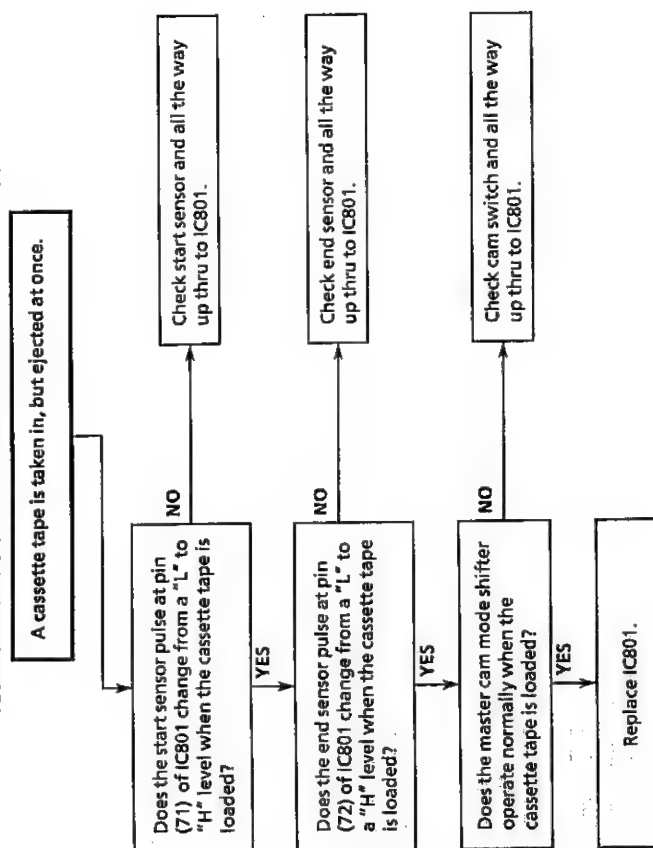 A cassette tape is taken in, but ejected at once.
Does the start sensor pulse at pin
(71) of IC801 change from a "L" to
"H" level when the cassette tape is
loaded?
NO
Check start sensor and all the way
up thru to IC801.
YES
Does the end sensor pulse at pin
(72) of IC801 change from a "L" to
a "H" level when the cassette tape
is loaded?
NO
Check end sensor and all the way
up thru to IC801.
YES
Does the master cam mode shifter
operate normally when the
cassette tape is loaded?
NO
Check cam switch and all the way
up thru to IC801.
YES
Replace IC801.